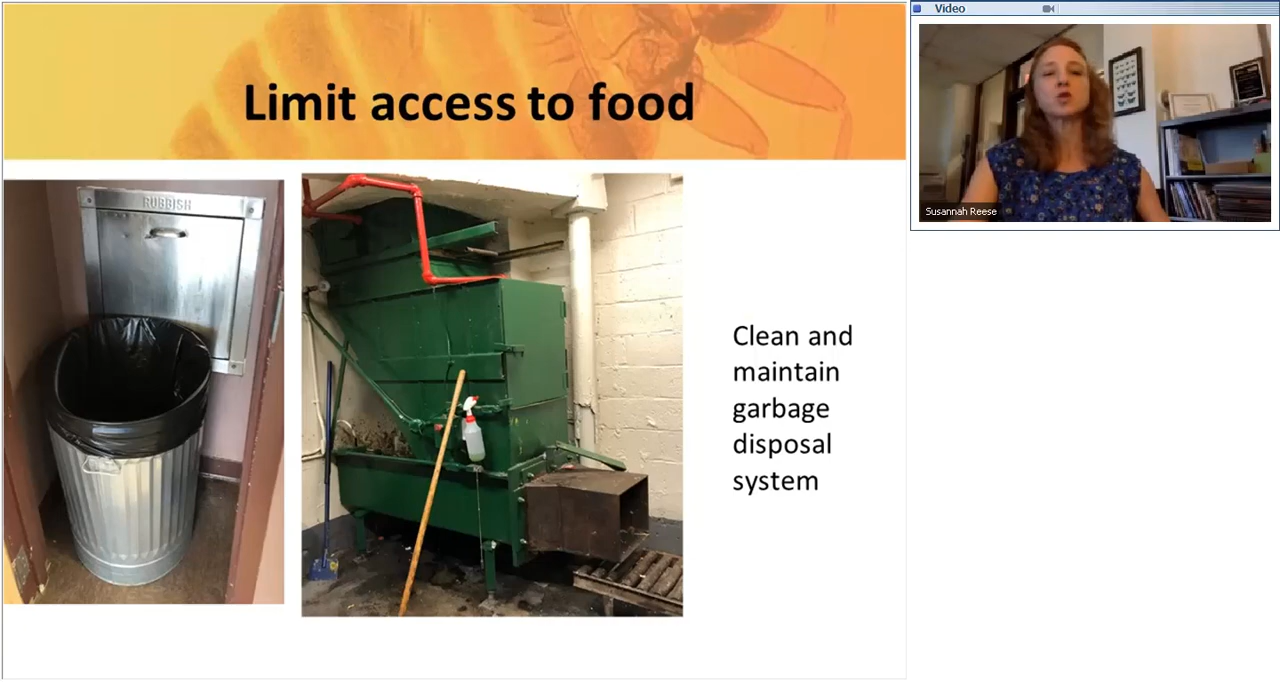 Limit access to food
RUBBISH
Clean and
maintain
garbage
disposal
system
Video
Susannah Reese